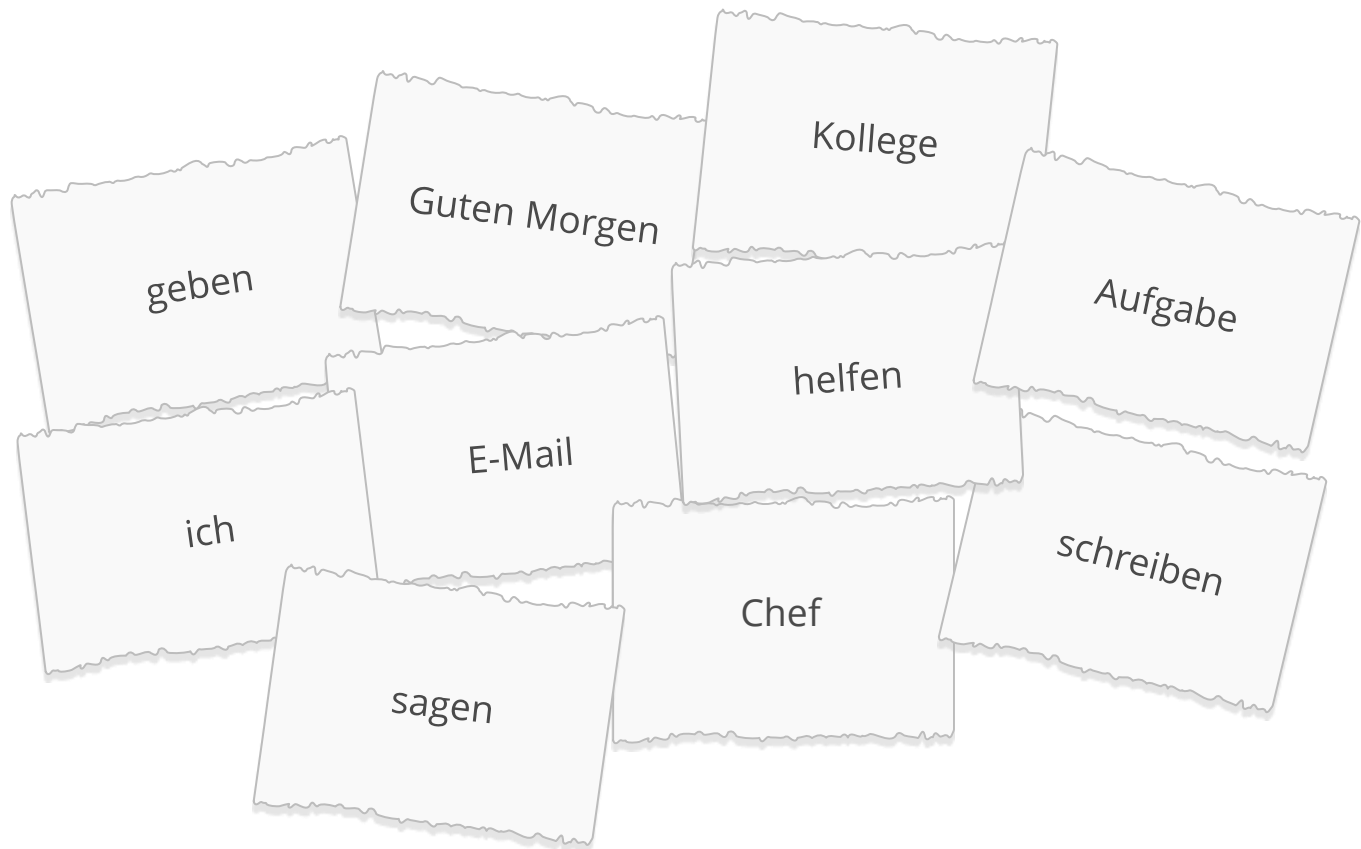 Kollege
Guten Morgen
geben
Aufgabe
helfen
E-Mail
ich
schreiben
Chef
sagen